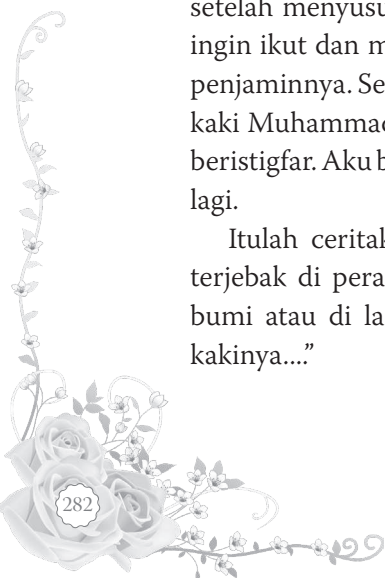 setelah menyusu
ingin ikut dan m
penjaminnya. Se
kaki Muhammad
beristigfar. Aku b
lagi.
Itulah ceritak
terjebak di pera
bumi atau di la
kakinya....”
282